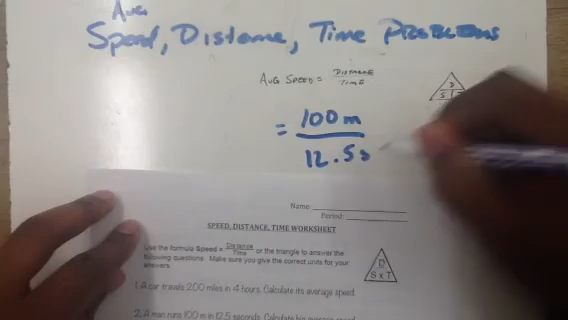 Avg
Speed, Distance, Time Problems
Avg Speed = Distance
Time
D
S
= 100 m
12.5s
Name:
Period:
SPEED, DISTANCE, TIME WORKSHEET
Use the formula Speed = Distance
Time or the triangle to answer the
following questions. Make sure you give the correct units for your
answers.
D
S x T
1. A car travels 200 miles in 4 hours. Calculate its average speed.
2. A man runs 100 m in 12.5 seconds. Calculate his average speed